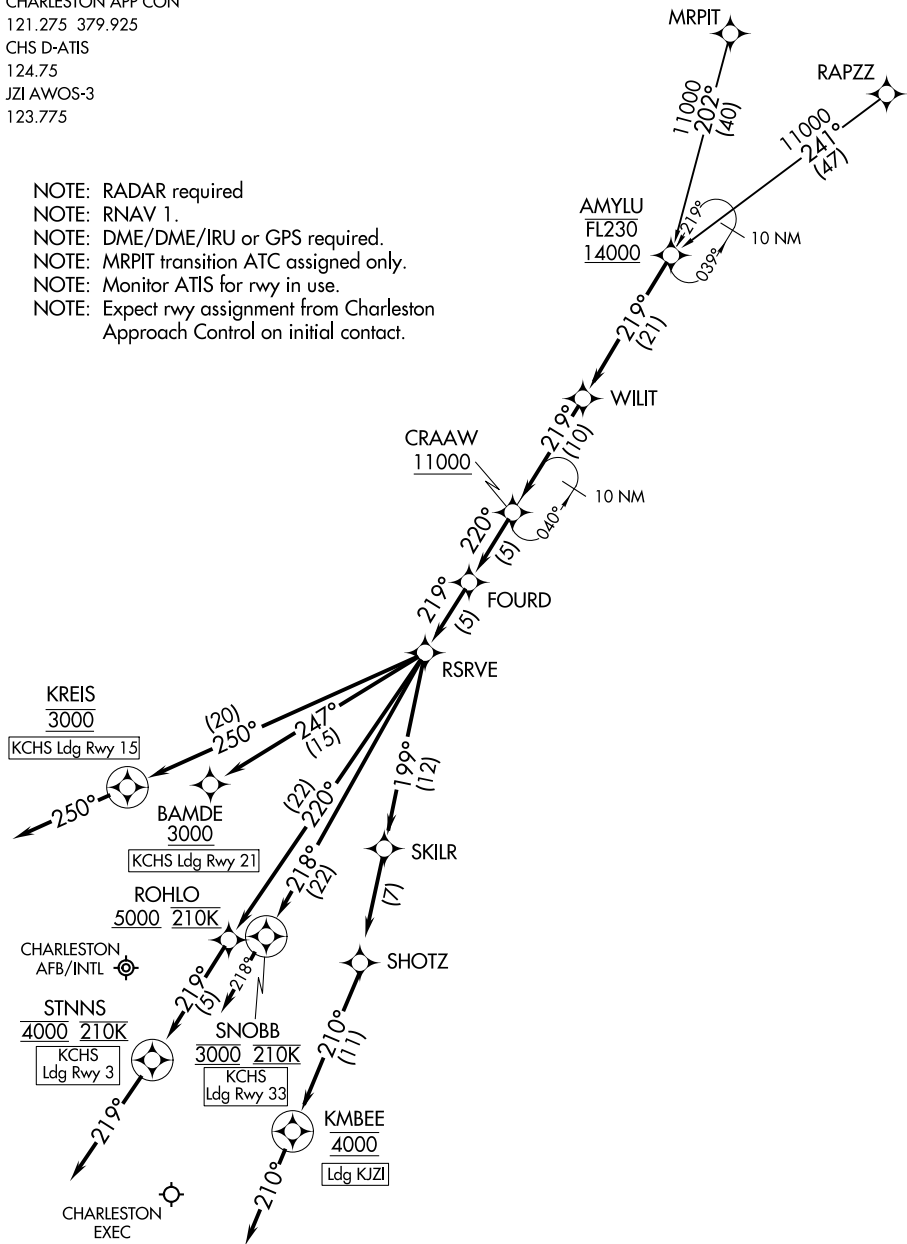 CHARLESTON APP CON
121.275 379.925
CHS D-ATIS
124.75
JZI AWOS-3
123.775
NOTE: RADAR required
NOTE: RNAV 1.
NOTE: DME/DME/IRU or GPS required.
NOTE: MRPIT transition ATC assigned only.
NOTE: Monitor ATIS for rwy in use.
NOTE: Expect rwy assignment from Charleston
Approach Control on initial contact.
MRPIT
11000
202°
(40)
RAPZZ
11000
241°
(47)
AMYLU
FL230
14000
219°
039°
10 NM
219°
(21)
WILIT
219°
(10)
CRAAW
11000
040°
10 NM
220°
(5)
FOURD
219°
(5)
RSRVE
KREIS
3000
KCHS Ldg Rwy 15
(20)
250°
250°
247°
(15)
BAMDE
3000
KCHS Ldg Rwy 21
(22)
220°
218°
(22)
199°
(12)
SKILR
(7)
SHOTZ
ROHLO
5000 210K
CHARLESTON
AFB/INTL
219°
(5)
218°
STNNS
4000 210K
KCHS
Ldg Rwy 3
219°
SNOBB
3000 210K
KCHS
Ldg Rwy 33
210°
(11)
KMBEE
4000
Ldg KJZI
210°
CHARLESTON
EXEC